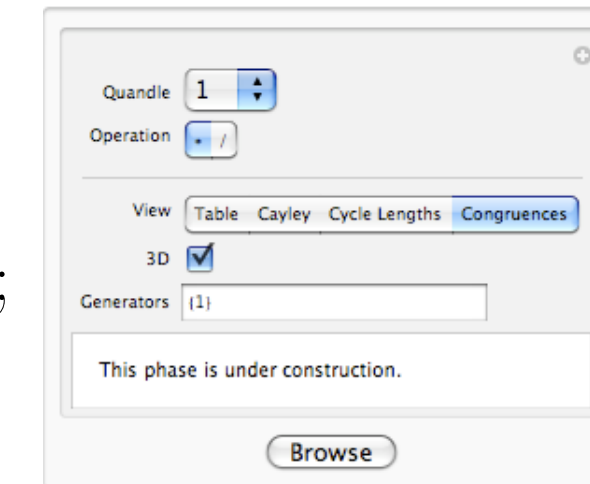 Quandle 1
Operation * /
View Table Cayley Cycle Lengths Congruences
3D
;
Generators {1}
This phase is under construction.
Browse